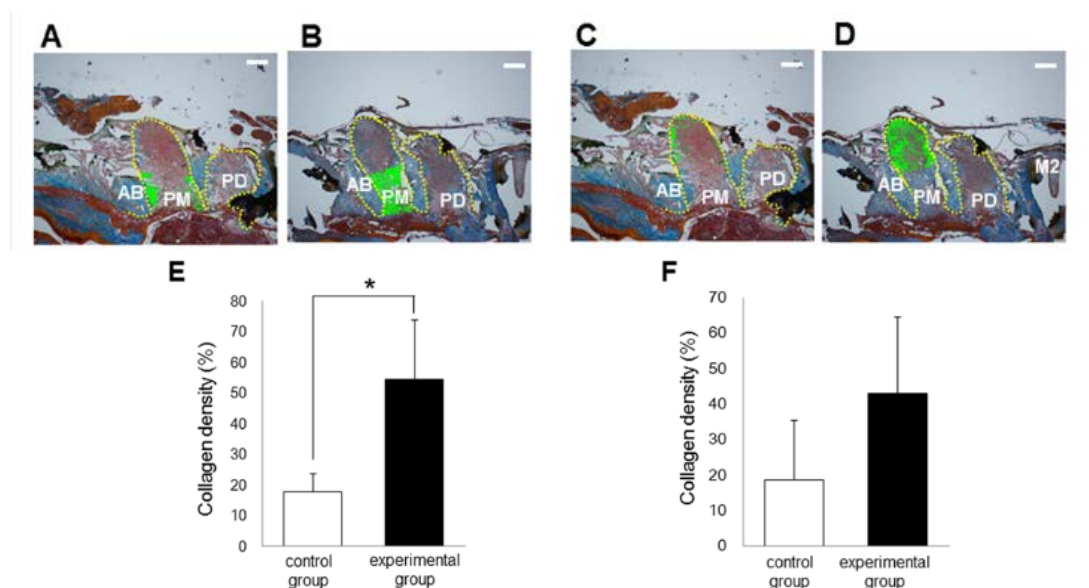 A
B
C
D
AB
PM
PD
AB
PM
PD
AB
PM
PD
AB
PM
PD
M2
E
*
Collagen density (%)
80
70
60
50
40
30
20
10
0
control
group
experimental
group
F
Collagen density (%)
70
60
50
40
30
20
10
0
control
group
experimental
group